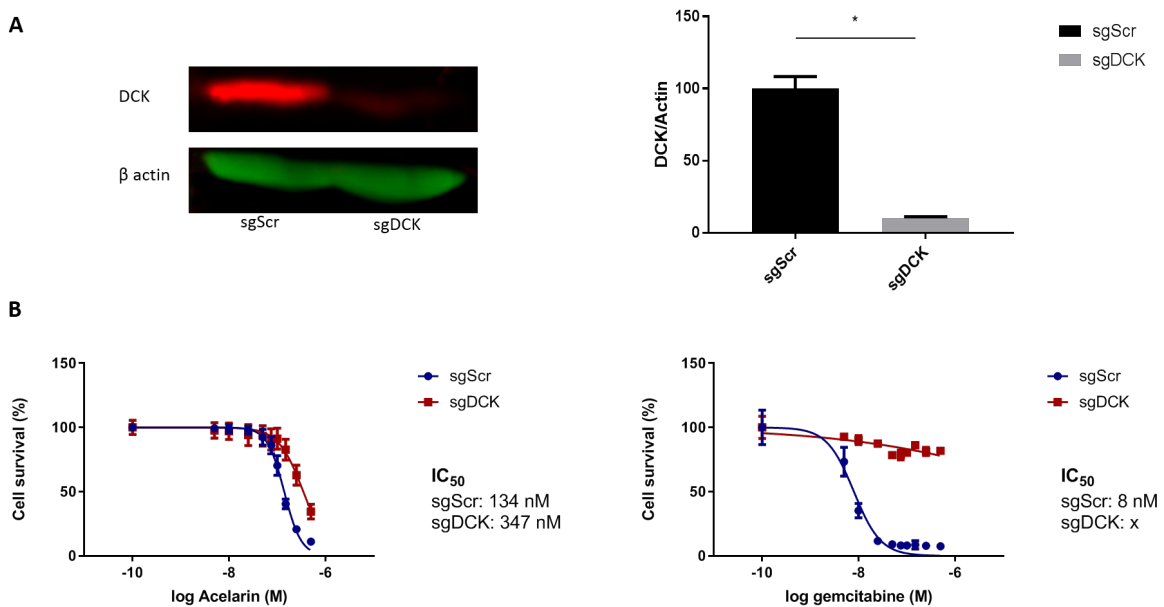 A
DCK
β actin
sgScr
sgDCK
150
100
50
0
DCK/Actin
*
sgScr
sgDCK
sgScr
sgDCK
B
150
100
50
0
Cell survival (%)
-10
-8
-6
log Acelarin (M)
sgScr
sgDCK
IC50
sgScr: 134 nM
sgDCK: 347 nM
150
100
50
0
Cell survival (%)
-10
-8
-6
log gemcitabine (M)
sgScr
sgDCK
IC50
sgScr: 8 nM
sgDCK: x